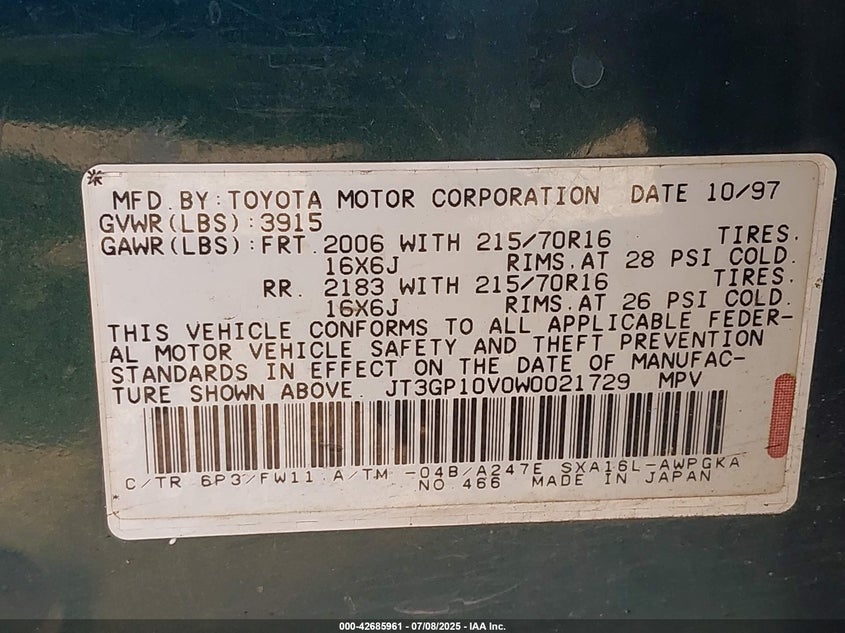 MFD. BY: TOYOTA MOTOR CORPORATION DATE 10/97
GVWR(LBS): 3915
GAWR(LBS): FRT. 2006 WITH 215/70R16 TIRES,
16X6J RIMS, AT 28 PSI COLD.
RR. 2183 WITH 215/70R16 TIRES,
16X6J RIMS, AT 26 PSI COLD.
THIS VEHICLE CONFORMS TO ALL APPLICABLE FEDER-
AL MOTOR VEHICLE SAFETY AND THEFT PREVENTION
STANDARDS IN EFFECT ON THE DATE OF MANUFAC-
TURE SHOWN ABOVE. JT3GP10V0W0021729 MPV
C/TR 6P3/FW11 A/TM -04B/A247E SXA16L-AWPGKA
NO. 466 MADE IN JAPAN
000-42685961 - 07/08/2025 - IAA Inc.